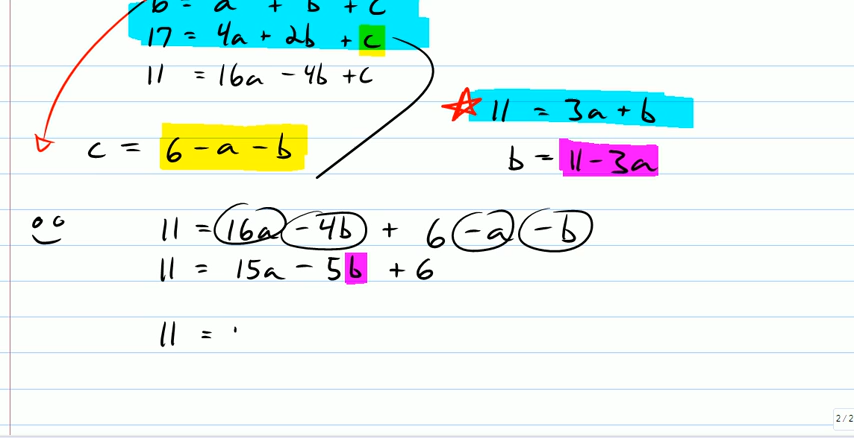 6 = a + b + c
17 = 4a + 2b + c
11 = 16a - 4b + c
11 = 3a + b
c = 6 - a - b
b = 11 - 3a
11 = 16a - 4b + 6 - a - b
11 = 15a - 5b + 6
11 =
2 / 2